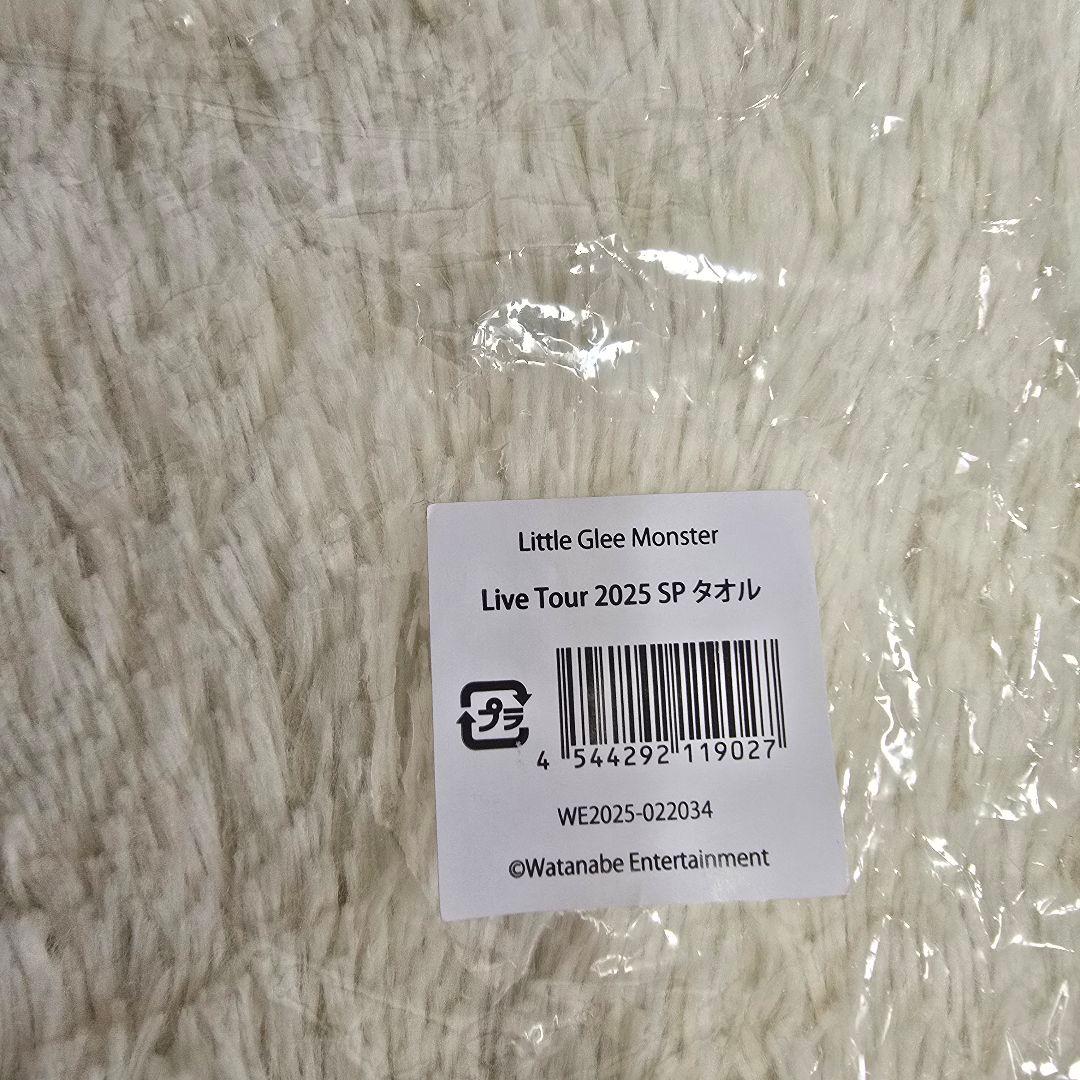 Little Glee Monster
Live Tour 2025 SP タオル
プラ
4 544292 119027
WE2025-022034
©Watanabe Entertainment